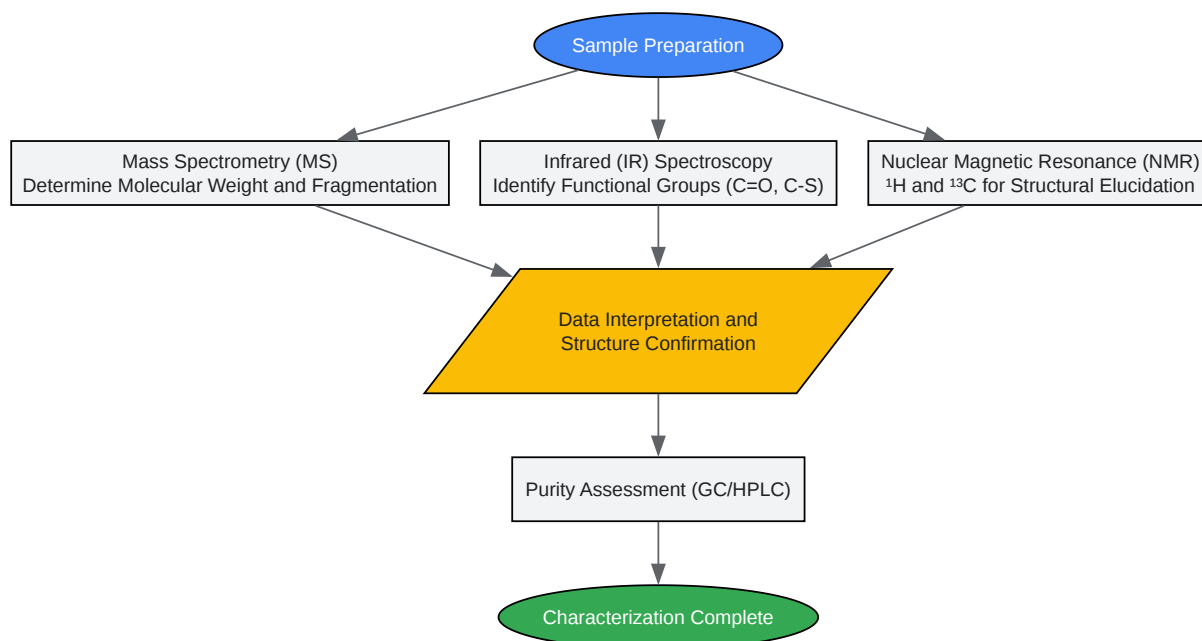 Sample Preparation
Mass Spectrometry (MS)
Determine Molecular Weight and Fragmentation
Infrared (IR) Spectroscopy
Identify Functional Groups (C=O, C-S)
Nuclear Magnetic Resonance (NMR)
¹H and ¹³C for Structural Elucidation
Data Interpretation and
Structure Confirmation
Purity Assessment (GC/HPLC)
Characterization Complete